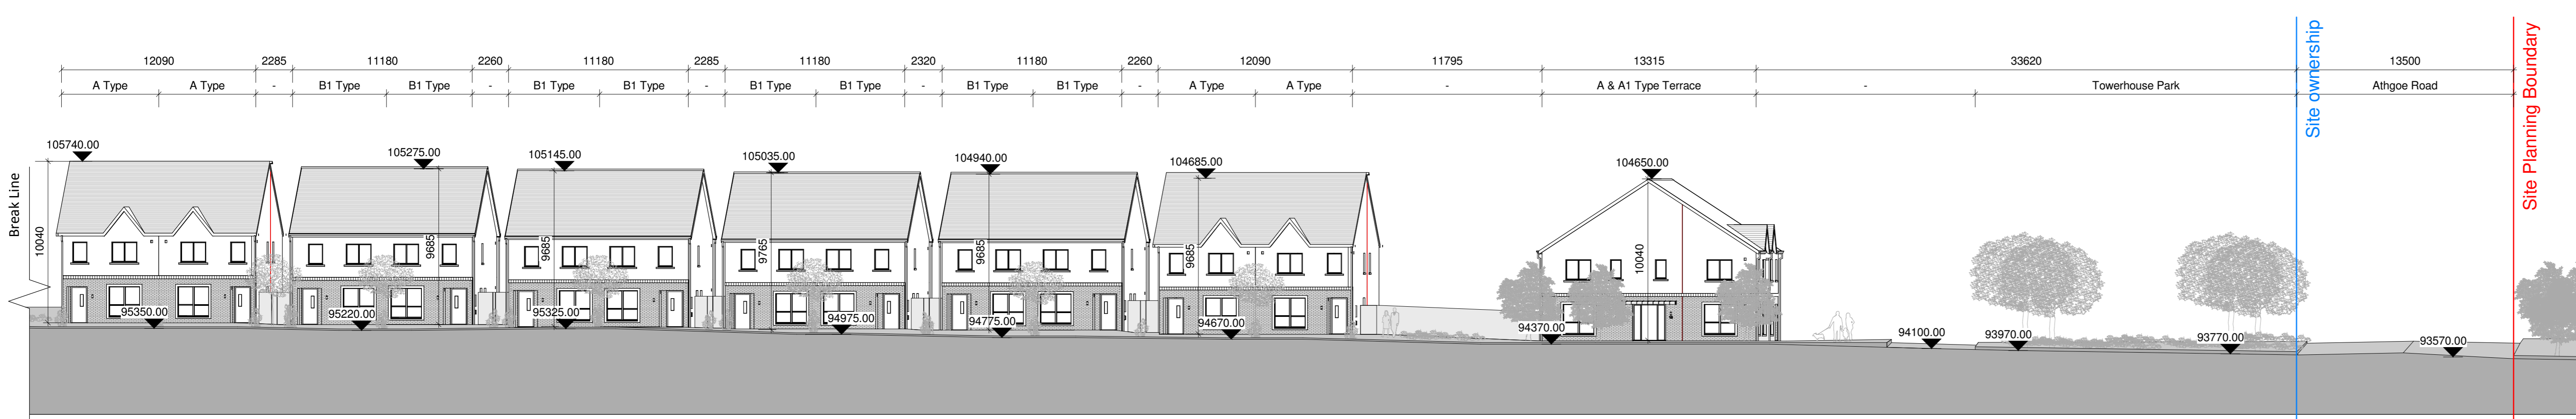 Site ownership
Site Planning Boundary
12090 2285 11180 2260 11180 2285 11180 2320 11180 2260 12090 11795 13315 33620 13500
A Type A Type - B1 Type B1 Type - B1 Type B1 Type - B1 Type B1 Type - B1 Type B1 Type - A Type A Type - A & A1 Type Terrace - Towerhouse Park Athgoe Road
105740.00 105275.00 105145.00 105035.00 104940.00 104685.00 104650.00
Break Line
10040 9685 9685 9765 9685 9685 10040
95350.00 95220.00 95325.00 94975.00 94775.00 94670.00 94370.00 94100.00 93970.00 93770.00 93570.00